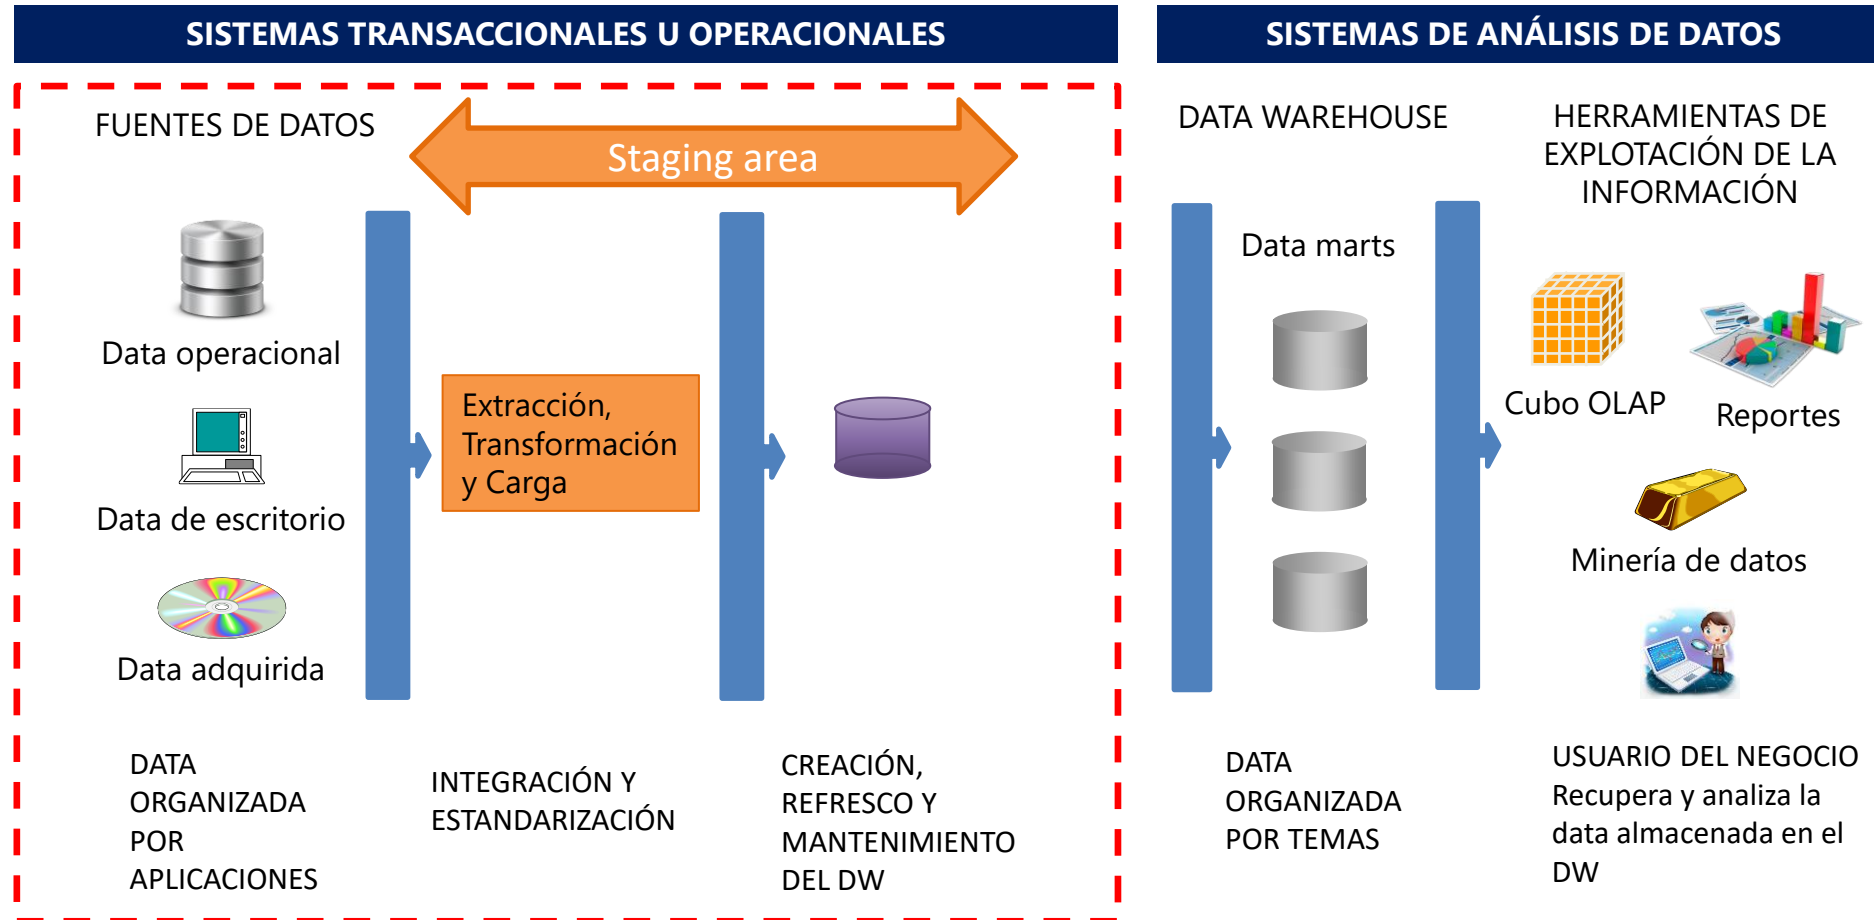 SISTEMAS TRANSACCIONALES U OPERACIONALES
SISTEMAS DE ANÁLISIS DE DATOS
FUENTES DE DATOS
Staging area
Data operacional
Data de escritorio
Data adquirida
Extracción,
Transformación
y Carga
DATA
ORGANIZADA
POR
APLICACIONES
INTEGRACIÓN Y
ESTANDARIZACIÓN
CREACIÓN,
REFRESCO Y
MANTENIMIENTO
DEL DW
DATA WAREHOUSE
Data marts
DATA
ORGANIZADA
POR TEMAS
HERRAMIENTAS DE
EXPLOTACIÓN DE LA
INFORMACIÓN
Cubo OLAP
Reportes
Minería de datos
USUARIO DEL NEGOCIO
Recupera y analiza la
data almacenada en el
DW